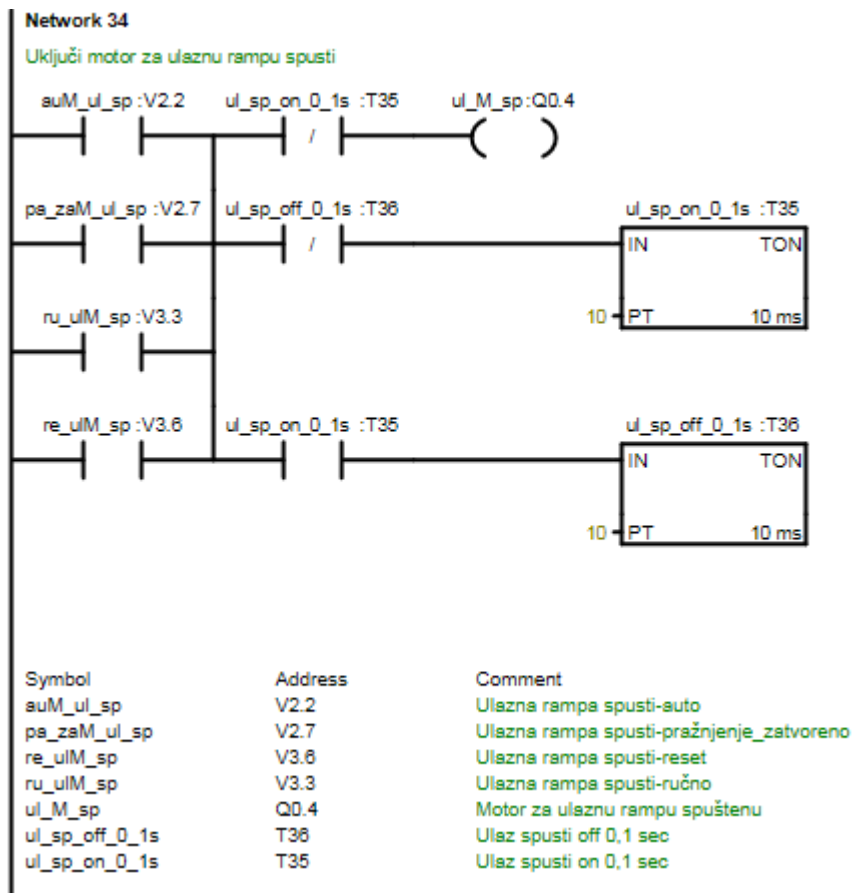 Network 34
Uključi motor za ulaznu rampu spusti
auM_ul_sp :V2.2 ul_sp_on_0_1s :T35 ul_M_sp:Q0.4
/
pa_zaM_ul_sp :V2.7 ul_sp_off_0_1s :T36 ul_sp_on_0_1s :T35
/ IN TON
ru_ulM_sp :V3.3 10 PT 10 ms
re_ulM_sp :V3.6 ul_sp_on_0_1s :T35 ul_sp_off_0_1s :T36
IN TON
10 PT 10 ms
Symbol Address Comment
auM_ul_sp V2.2 Ulazna rampa spusti-auto
pa_zaM_ul_sp V2.7 Ulazna rampa spusti-pražnjenje_zatvoreno
re_ulM_sp V3.6 Ulazna rampa spusti-reset
ru_ulM_sp V3.3 Ulazna rampa spusti-ručno
ul_M_sp Q0.4 Motor za ulaznu rampu spuštenu
ul_sp_off_0_1s T36 Ulaz spusti off 0,1 sec
ul_sp_on_0_1s T35 Ulaz spusti on 0,1 sec